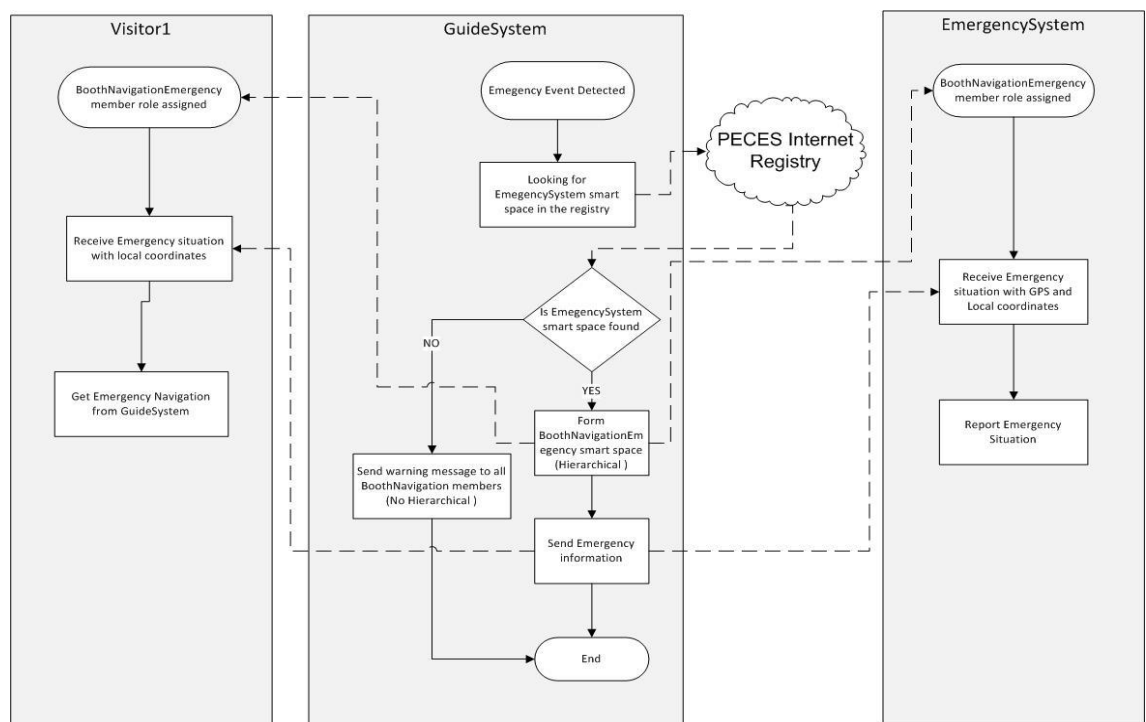 Visitor1
BoothNavigationEmergency
member role assigned
Receive Emergency situation
with local coordinates
Get Emergency Navigation
from GuideSystem
GuideSystem
Emegency Event Detected
Looking for
EmegencySystem smart
space in the registry
PECES Internet
Registry
Is EmegencySystem
smart space found
NO
YES
Form
BoothNavigationEm
egency smart space
(Hierarchical )
Send warning message to all
BoothNavigation members
(No Hierarchical )
Send Emergency
information
End
EmergencySystem
BoothNavigationEmergency
member role assigned
Receive Emergency
situation with GPS and
Local coordinates
Report Emergency
Situation